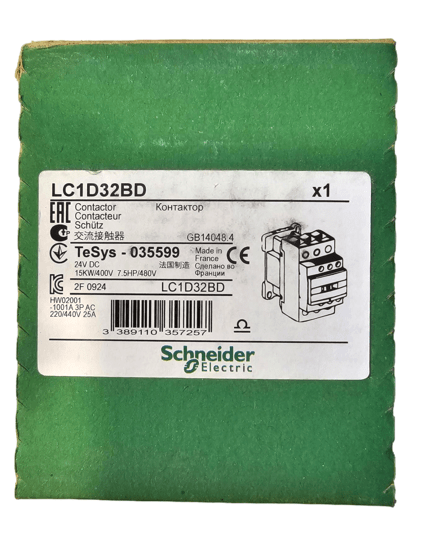 LC1D32BD x1
EAC Contactor Контактор
Contacteur
Schütz
交流接触器 GB14048.4
TeSys - 035599 Made in France CE
24V DC 法国制造 Сделано во Франции
15KW/400V 7.5HP/480V
2F 0924 LC1D32BD
HW02001
-1001A 3P AC
220/440V 25A
3 389110 357257
Schneider
Electric